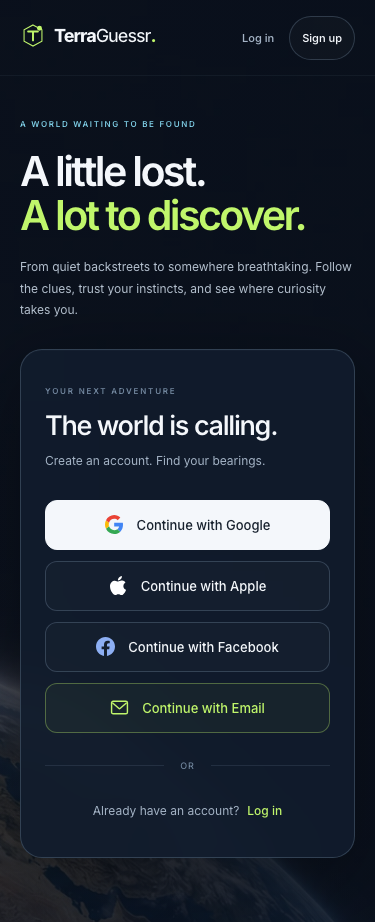 TerraGuessr.
Log in
Sign up
A WORLD WAITING TO BE FOUND
A little lost.
A lot to discover.
From quiet backstreets to somewhere breathtaking. Follow
the clues, trust your instincts, and see where curiosity
takes you.
YOUR NEXT ADVENTURE
The world is calling.
Create an account. Find your bearings.
Continue with Google
Continue with Apple
Continue with Facebook
Continue with Email
OR
Already have an account? Log in